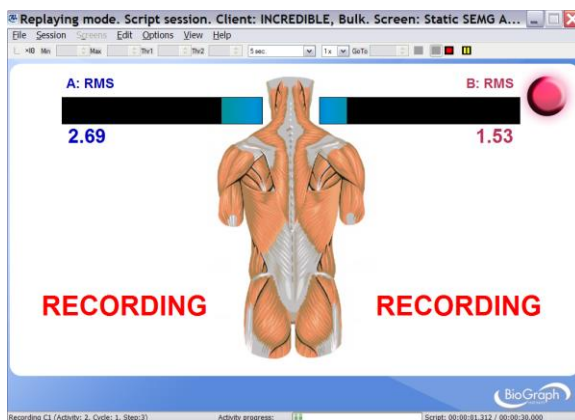 Replaying mode. Script session. Client: INCREDIBLE, Bulk. Screen: Static SEMG A...
File Session Screens Edit Options View Help
L ×10 Min Max Thr1 Thr2 5 sec. 1 x GoTo
A: RMS B: RMS
2.69 1.53
RECORDING RECORDING
BioGraph
Recording C1 (Activity: 2, Cycle: 1, Step:3) Activity progress: Script: 00:00:01.312 / 00:00:30.000